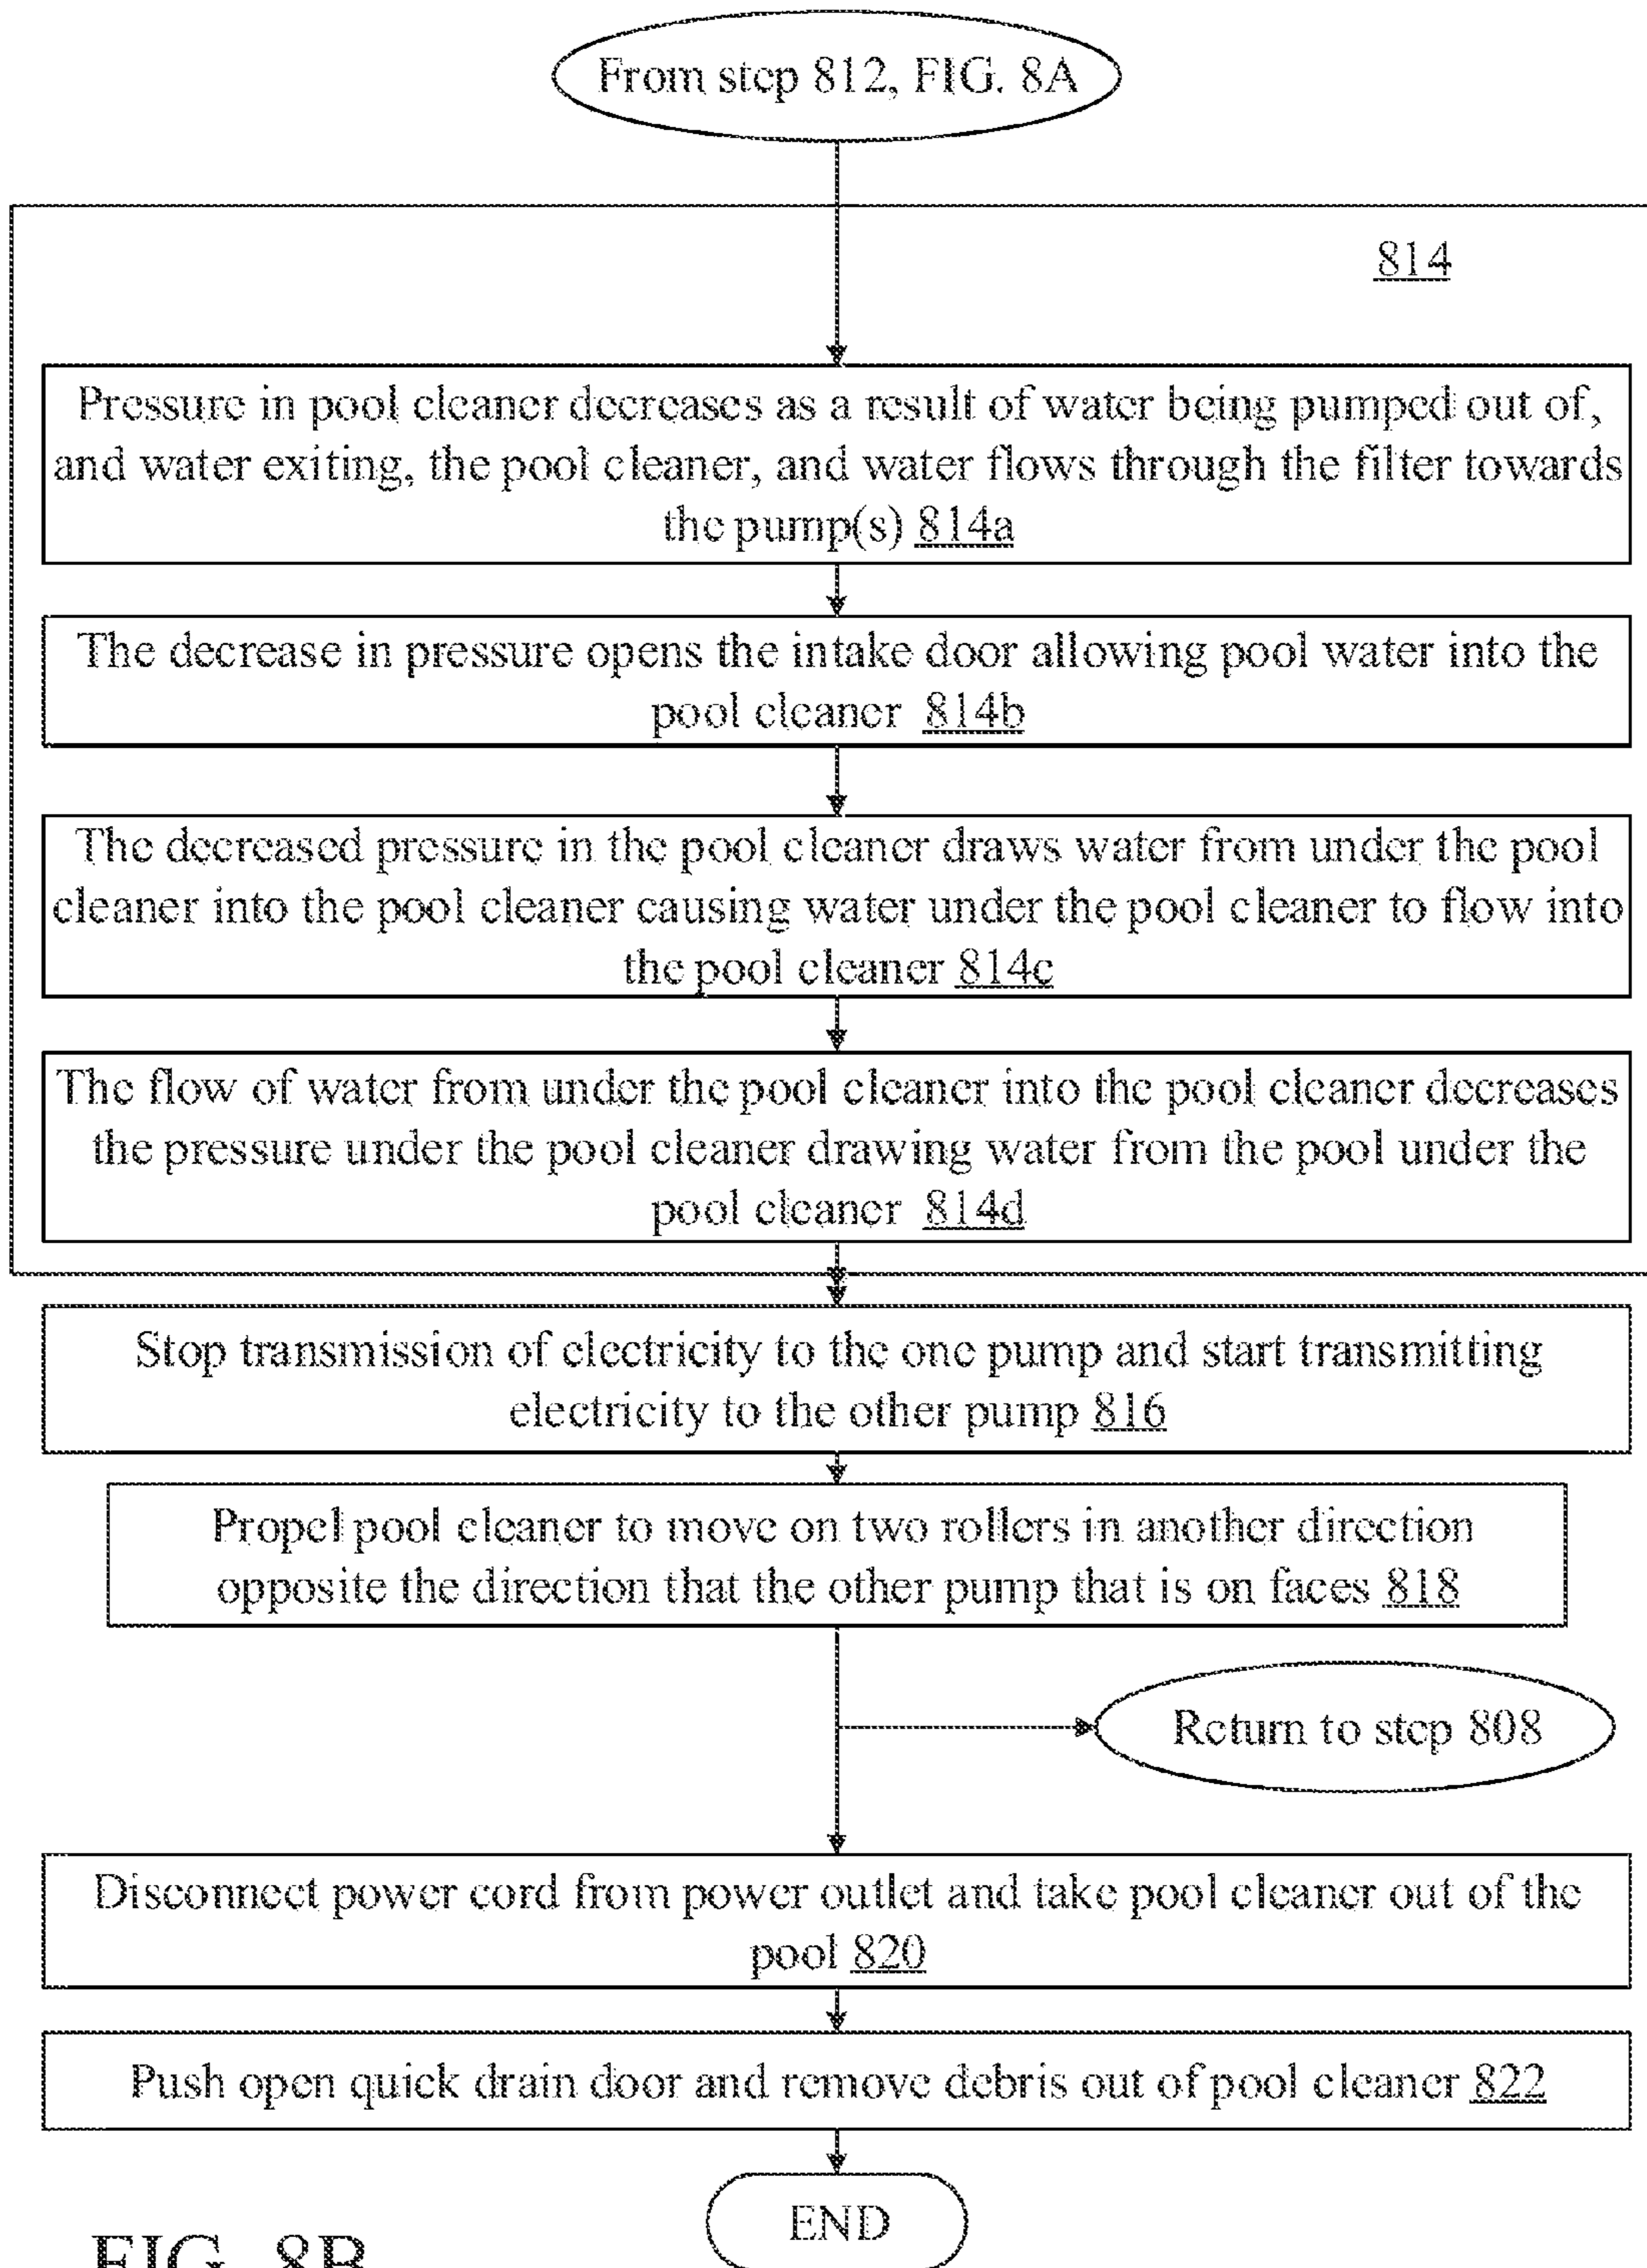 From step 812, FIG. 8A
814
Pressure in pool cleaner decreases as a result of water being pumped out of,
and water exiting, the pool cleaner, and water flows through the filter towards
the pump(s) 814a
The decrease in pressure opens the intake door allowing pool water into the
pool cleaner 814b
The decreased pressure in the pool cleaner draws water from under the pool
cleaner into the pool cleaner causing water under the pool cleaner to flow into
the pool cleaner 814c
The flow of water from under the pool cleaner into the pool cleaner decreases
the pressure under the pool cleaner drawing water from the pool under the
pool cleaner 814d
Stop transmission of electricity to the one pump and start transmitting
electricity to the other pump 816
Propel pool cleaner to move on two rollers in another direction
opposite the direction that the other pump that is on faces 818
Return to step 808
Disconnect power cord from power outlet and take pool cleaner out of the
pool 820
Push open quick drain door and remove debris out of pool cleaner 822
END
FIG. 8B